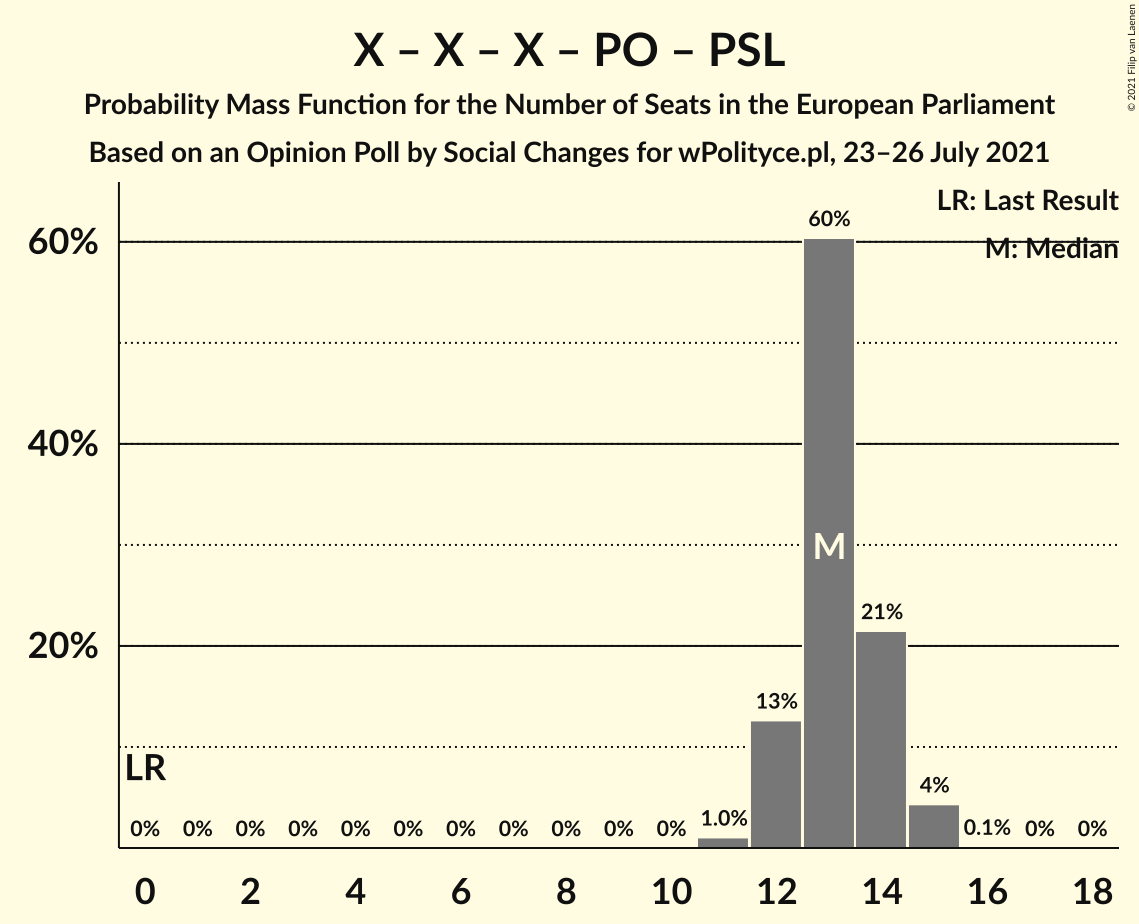 X – X – X – PO – PSL
Probability Mass Function for the Number of Seats in the European Parliament
Based on an Opinion Poll by Social Changes for wPolityce.pl, 23–26 July 2021
© 2021 Filip van Laenen
LR: Last Result
M: Median
60%
40%
20%
60%
M
21%
13%
LR
4%
0% 0% 0% 0% 0% 0% 0% 0% 0% 0% 0% 1.0% 0.1% 0% 0%
0 2 4 6 8 10 12 14 16 18